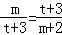 m/(t+3) = (t+3)/(m+2)